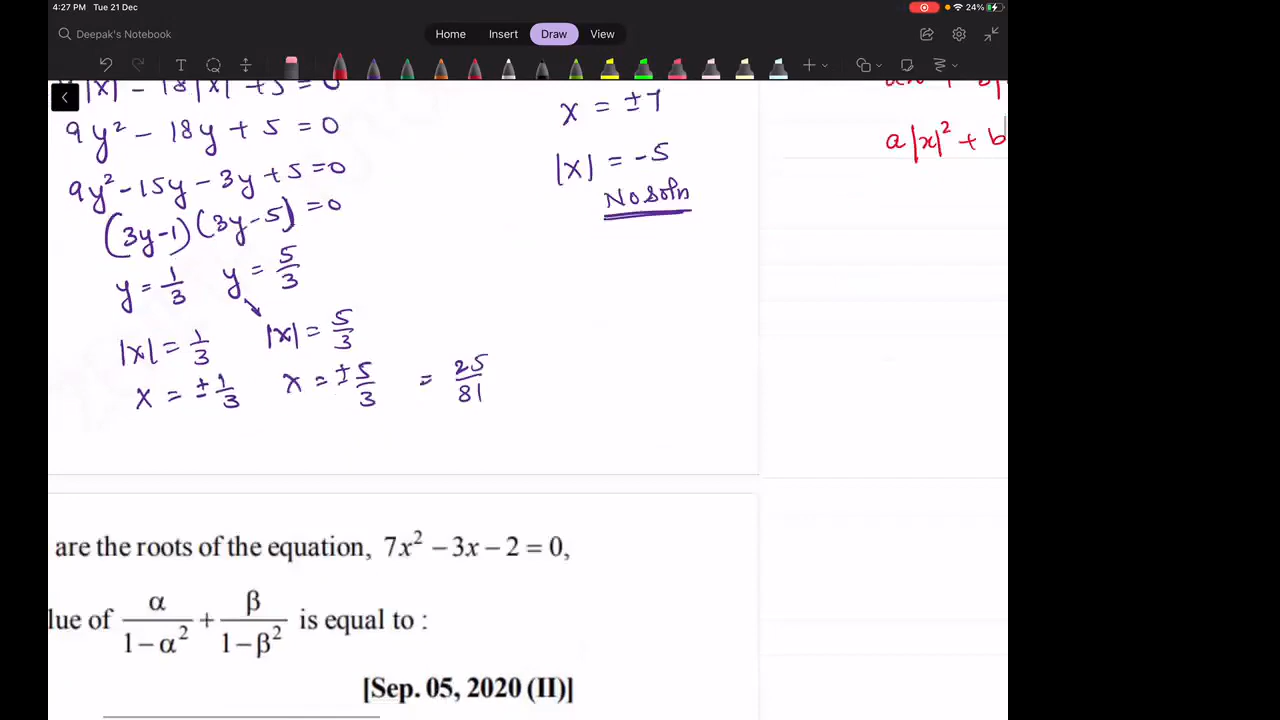 4:27 PM Tue 21 Dec
24%
Deepak's Notebook
Home Insert Draw View
|x| - 18|x| + 5 = 0
9y² - 18y + 5 = 0
9y² - 15y - 3y + 5 = 0
(3y-1)(3y-5) = 0
y = 1/3 y = 5/3
|x| = 1/3 |x| = 5/3
x = ± 1/3 x = ± 5/3 = 25/81
x = ±7
|x| = -5
No soln
a|x|² + b
are the roots of the equation, 7x² – 3x – 2 = 0,
lue of α/(1–α²) + β/(1–β²) is equal to :
[Sep. 05, 2020 (II)]